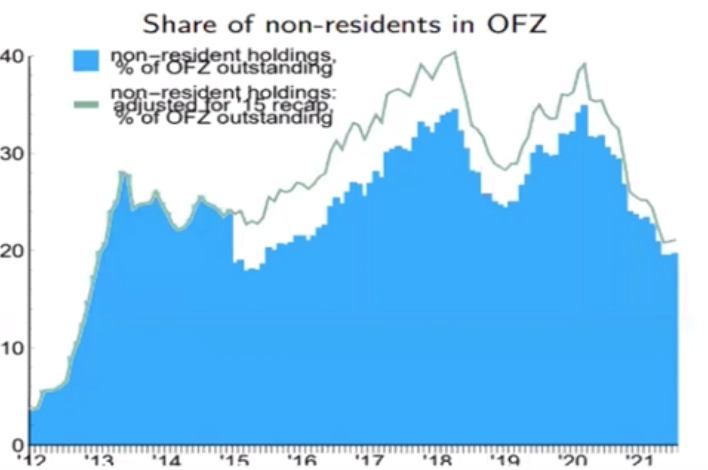 Share of non-residents in OFZ
non-resident holdings,
% of OFZ outstanding
non-resident holdings:
adjusted for '15 recap,
% of OFZ outstanding
40
30
20
10
0
'12 '13 '14 '15 '16 '17 '18 '19 '20 '21